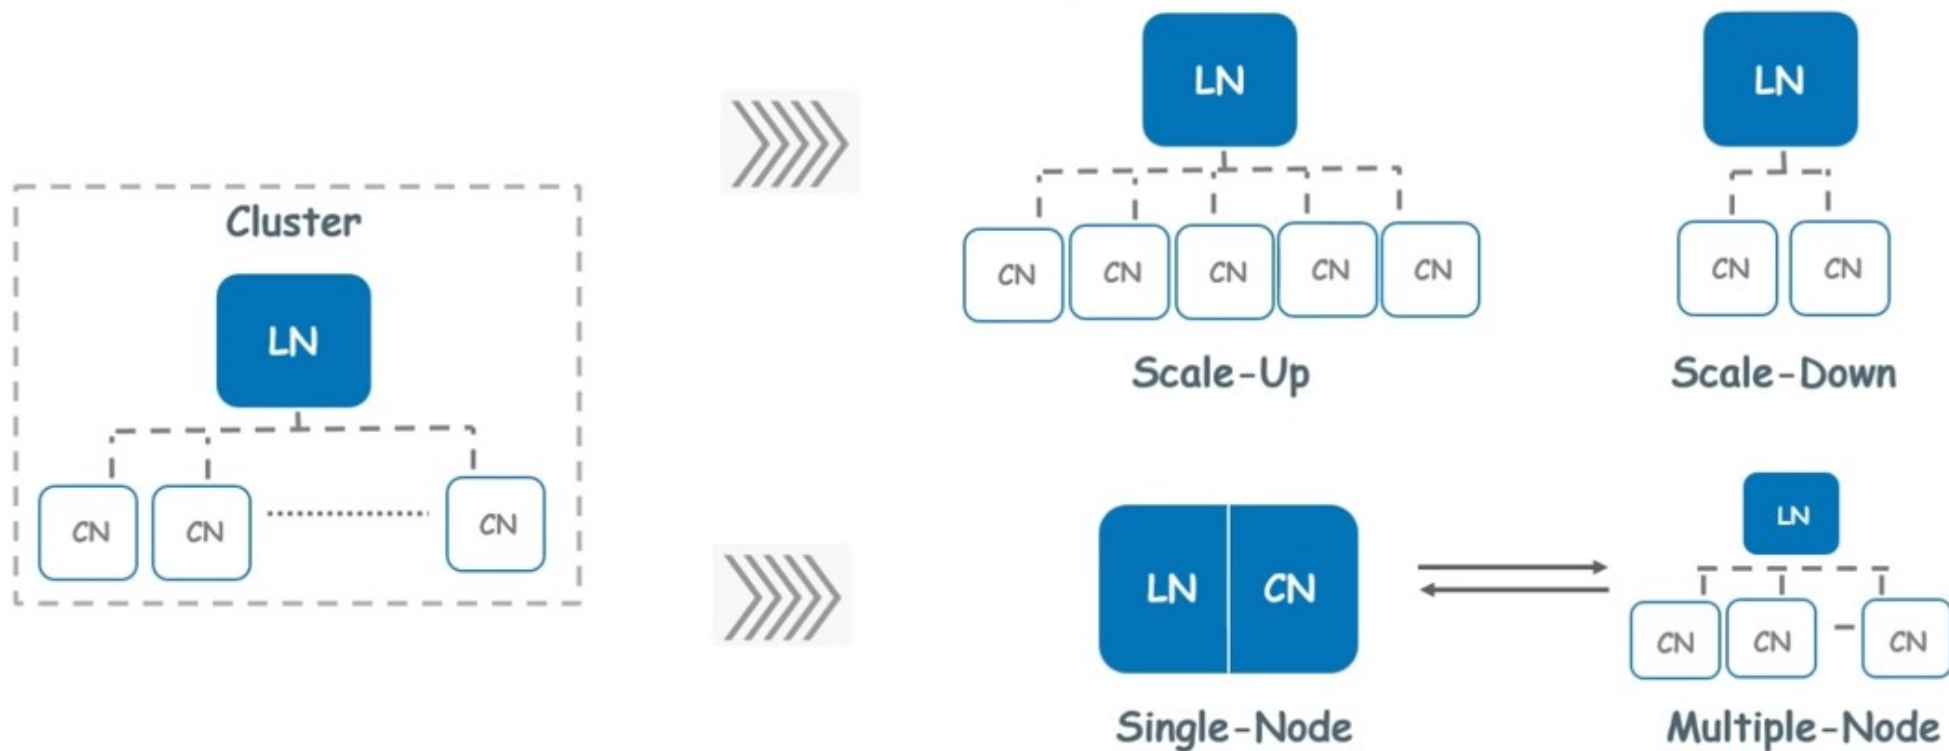 Cluster
LN
CN CN CN
LN
CN CN CN CN CN
Scale-Up
LN
CN CN
Scale-Down
LN CN
Single-Node
LN
CN CN CN
Multiple-Node